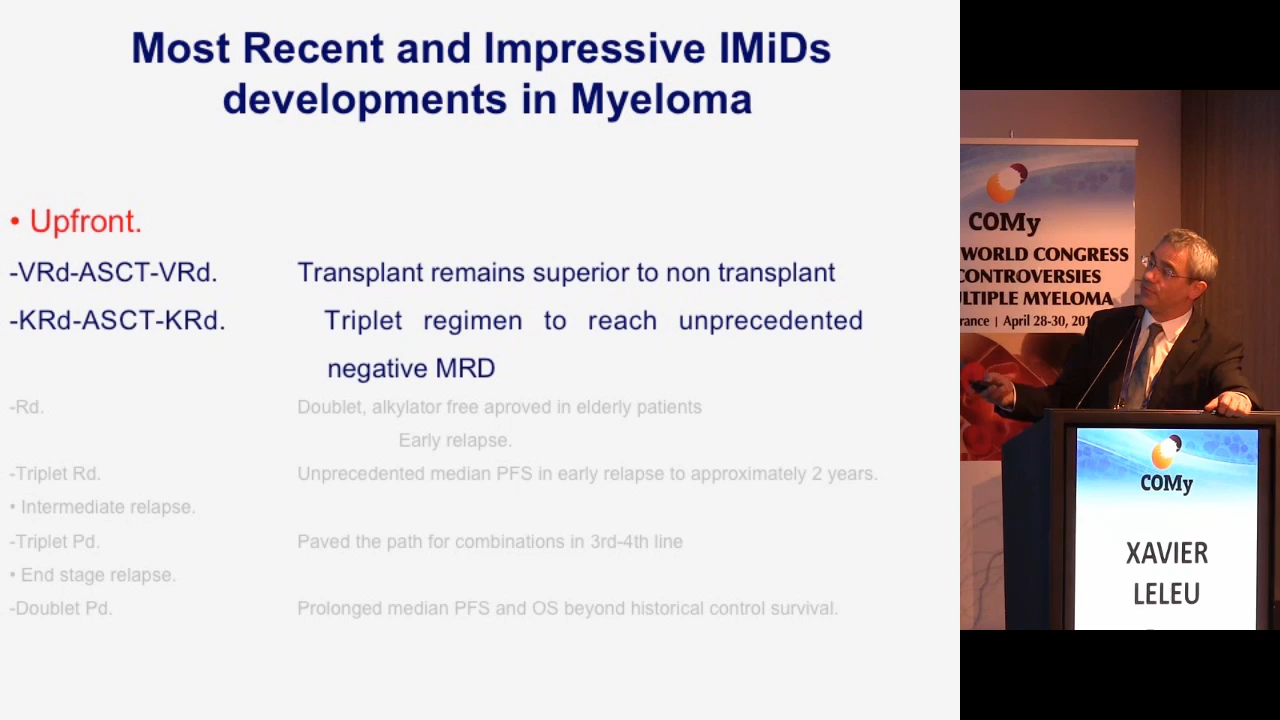 Most Recent and Impressive IMiDs
developments in Myeloma
• Upfront.
-VRd-ASCT-VRd. Transplant remains superior to non transplant
-KRd-ASCT-KRd. Triplet regimen to reach unprecedented
negative MRD
-Rd. Doublet, alkylator free aproved in elderly patients
Early relapse.
-Triplet Rd. Unprecedented median PFS in early relapse to approximately 2 years.
• Intermediate relapse.
-Triplet Pd. Paved the path for combinations in 3rd-4th line
• End stage relapse.
-Doublet Pd. Prolonged median PFS and OS beyond historical control survival.
COMy
WORLD CONGRESS
CONTROVERSIES
MYELOMA
April 28-30,
COMy
XAVIER
LELEU